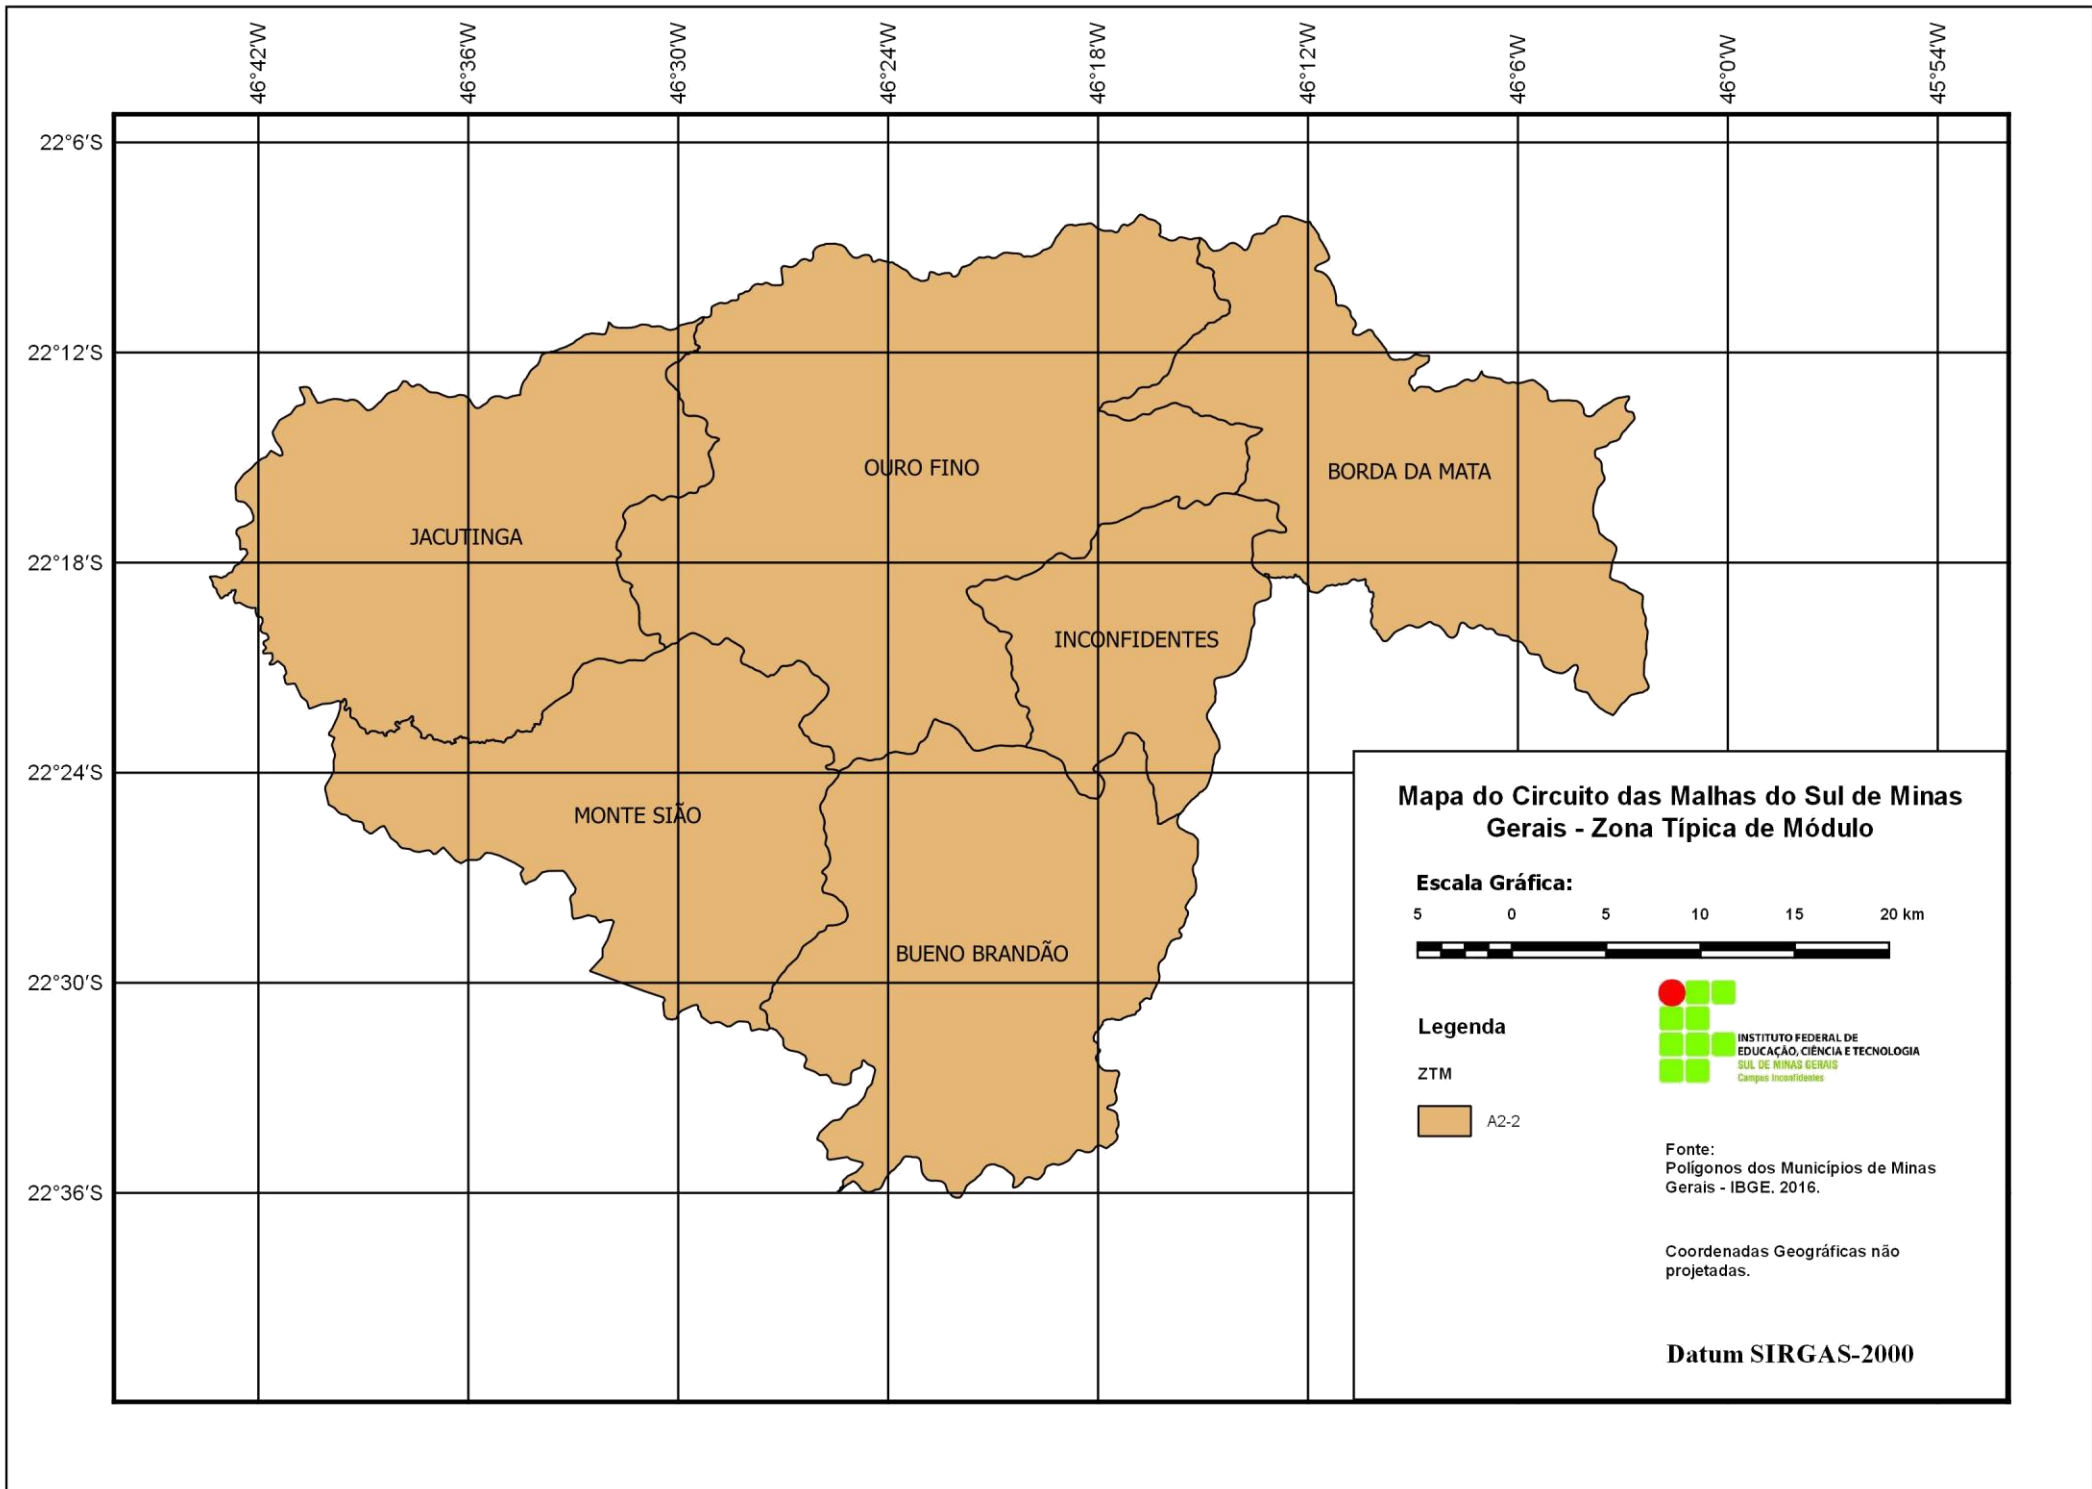 46°42'W
46°36'W
46°30'W
46°24'W
46°18'W
46°12'W
46°6'W
46°0'W
45°54'W
22°6'S
22°12'S
22°18'S
22°24'S
22°30'S
22°36'S
OURO FINO
BORDA DA MATA
JACUTINGA
INCONFIDENTES
MONTE SIÃO
BUENO BRANDÃO
Mapa do Circuito das Malhas do Sul de Minas
Gerais - Zona Típica de Módulo
Escala Gráfica:
5 0 5 10 15 20 km
INSTITUTO FEDERAL DE
EDUCAÇÃO, CIÊNCIA E TECNOLOGIA
SUL DE MINAS GERAIS
Campus Inconfidentes
Legenda
ZTM
A2-2
Fonte:
Polígonos dos Municípios de Minas
Gerais - IBGE. 2016.
Coordenadas Geográficas não
projetadas.
Datum SIRGAS-2000